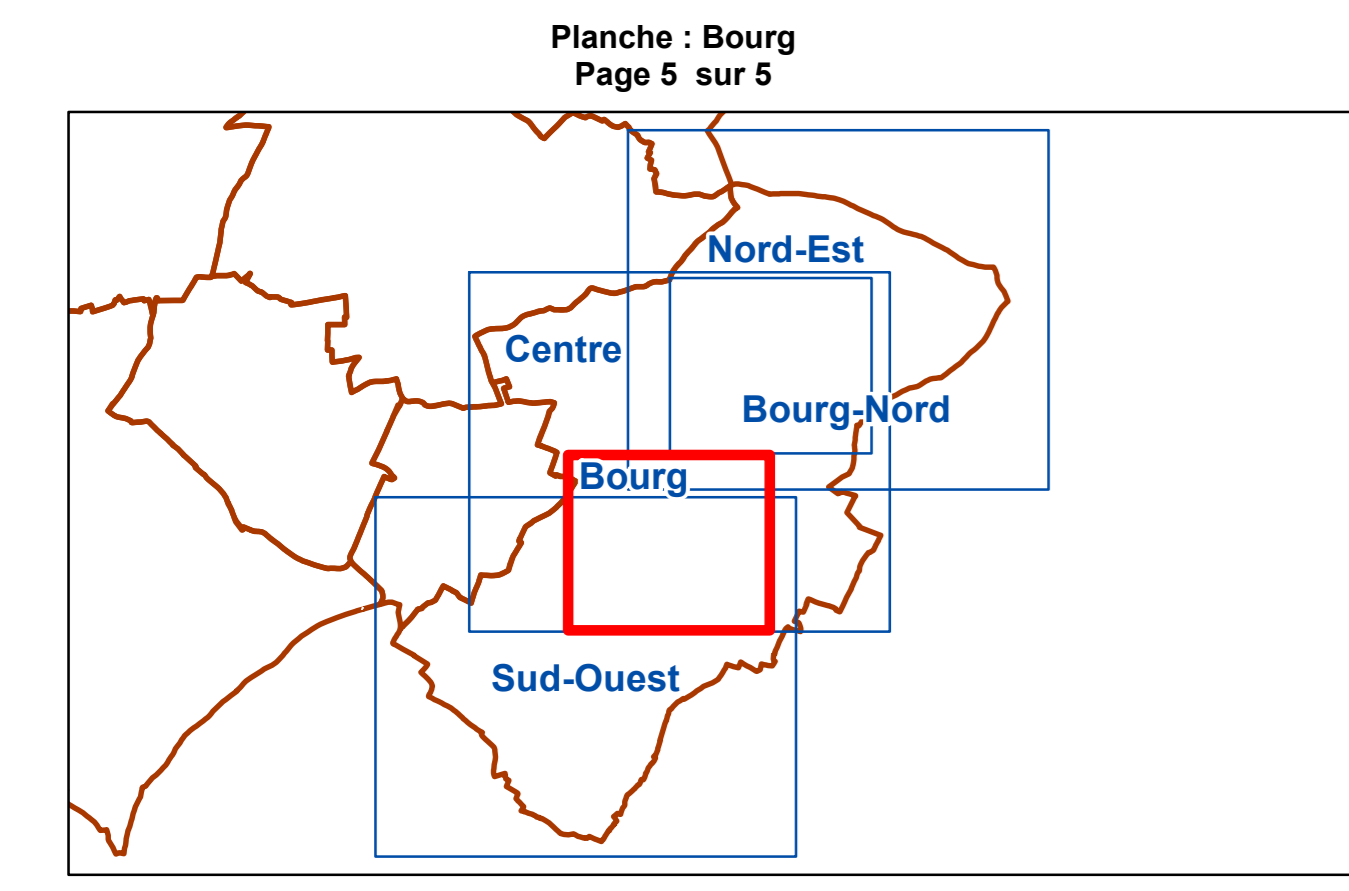 Planche : Bourg
Page 5 sur 5
Nord-Est
Centre
Bourg-Nord
Bourg
Sud-Ouest